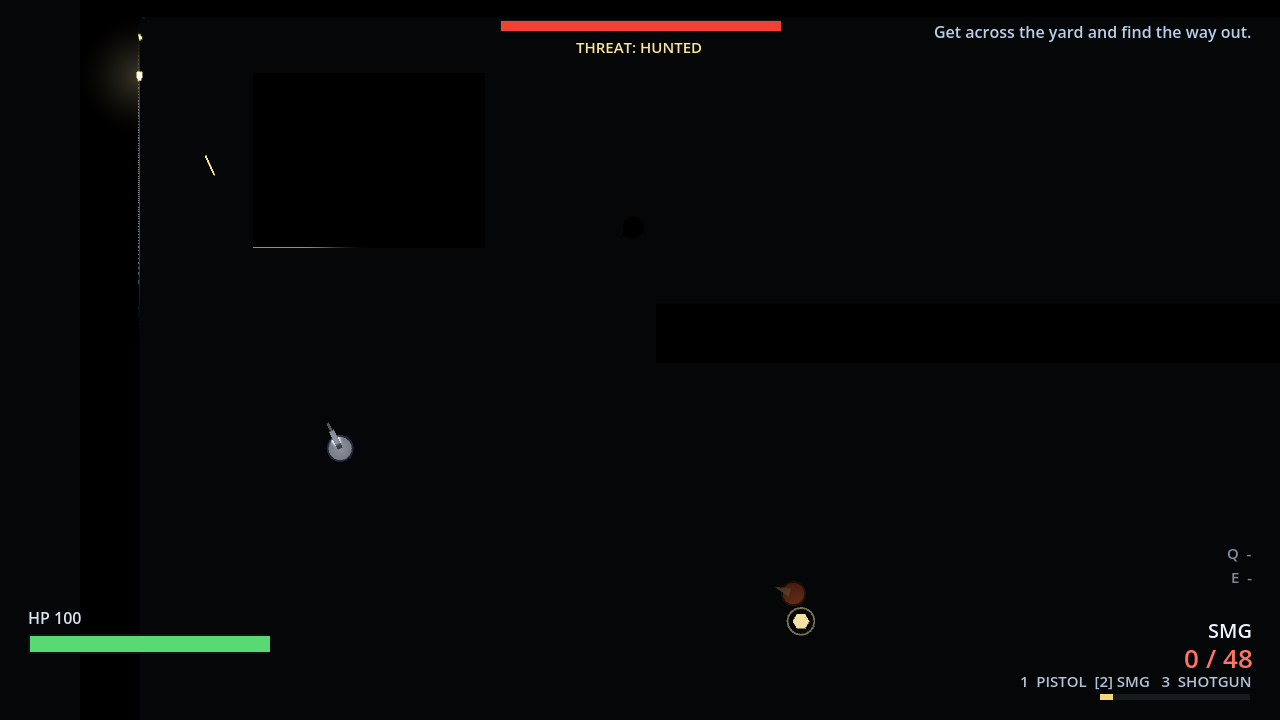 THREAT: HUNTED
Get across the yard and find the way out.
Q -
E -
HP 100
SMG
0 / 48
1 PISTOL [2] SMG 3 SHOTGUN